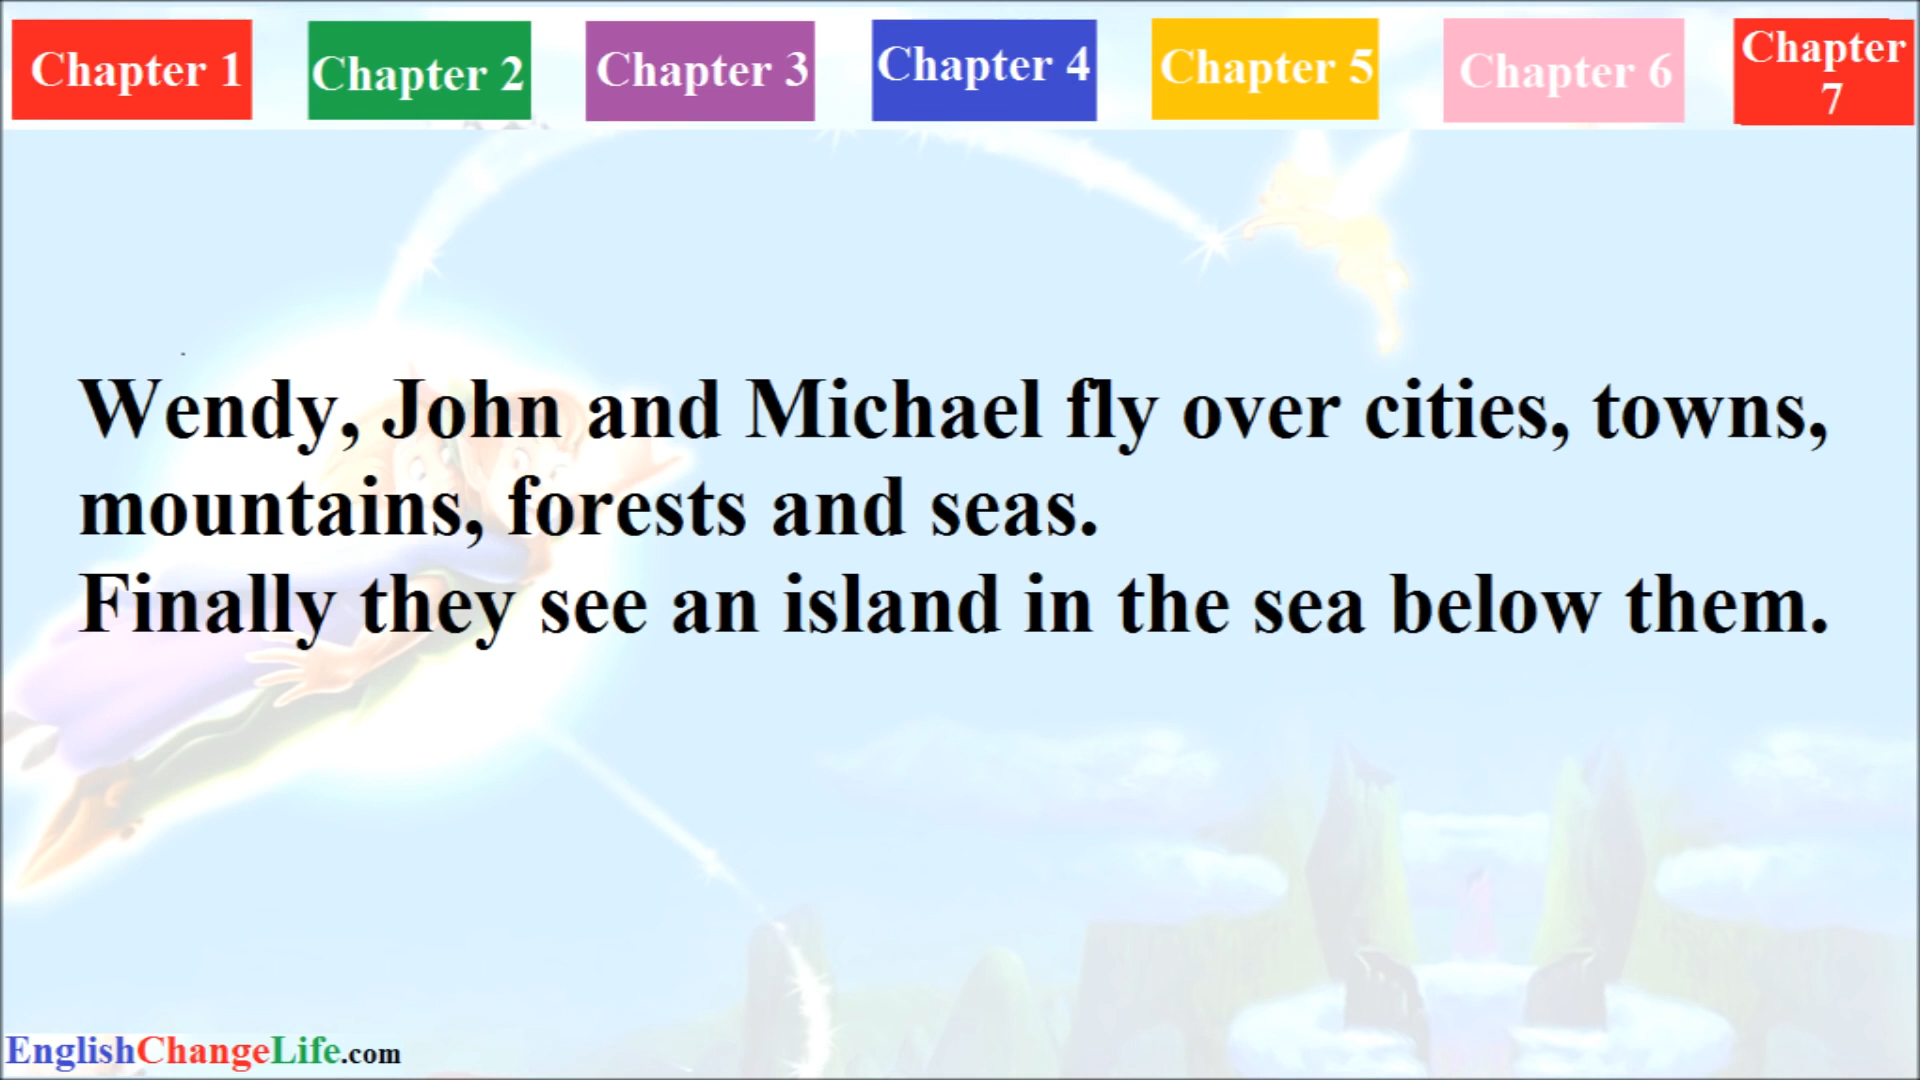 Chapter 1
Chapter 2
Chapter 3
Chapter 4
Chapter 5
Chapter 6
Chapter
7
Wendy, John and Michael fly over cities, towns,
mountains, forests and seas.
Finally they see an island in the sea below them.
EnglishChangeLife.com